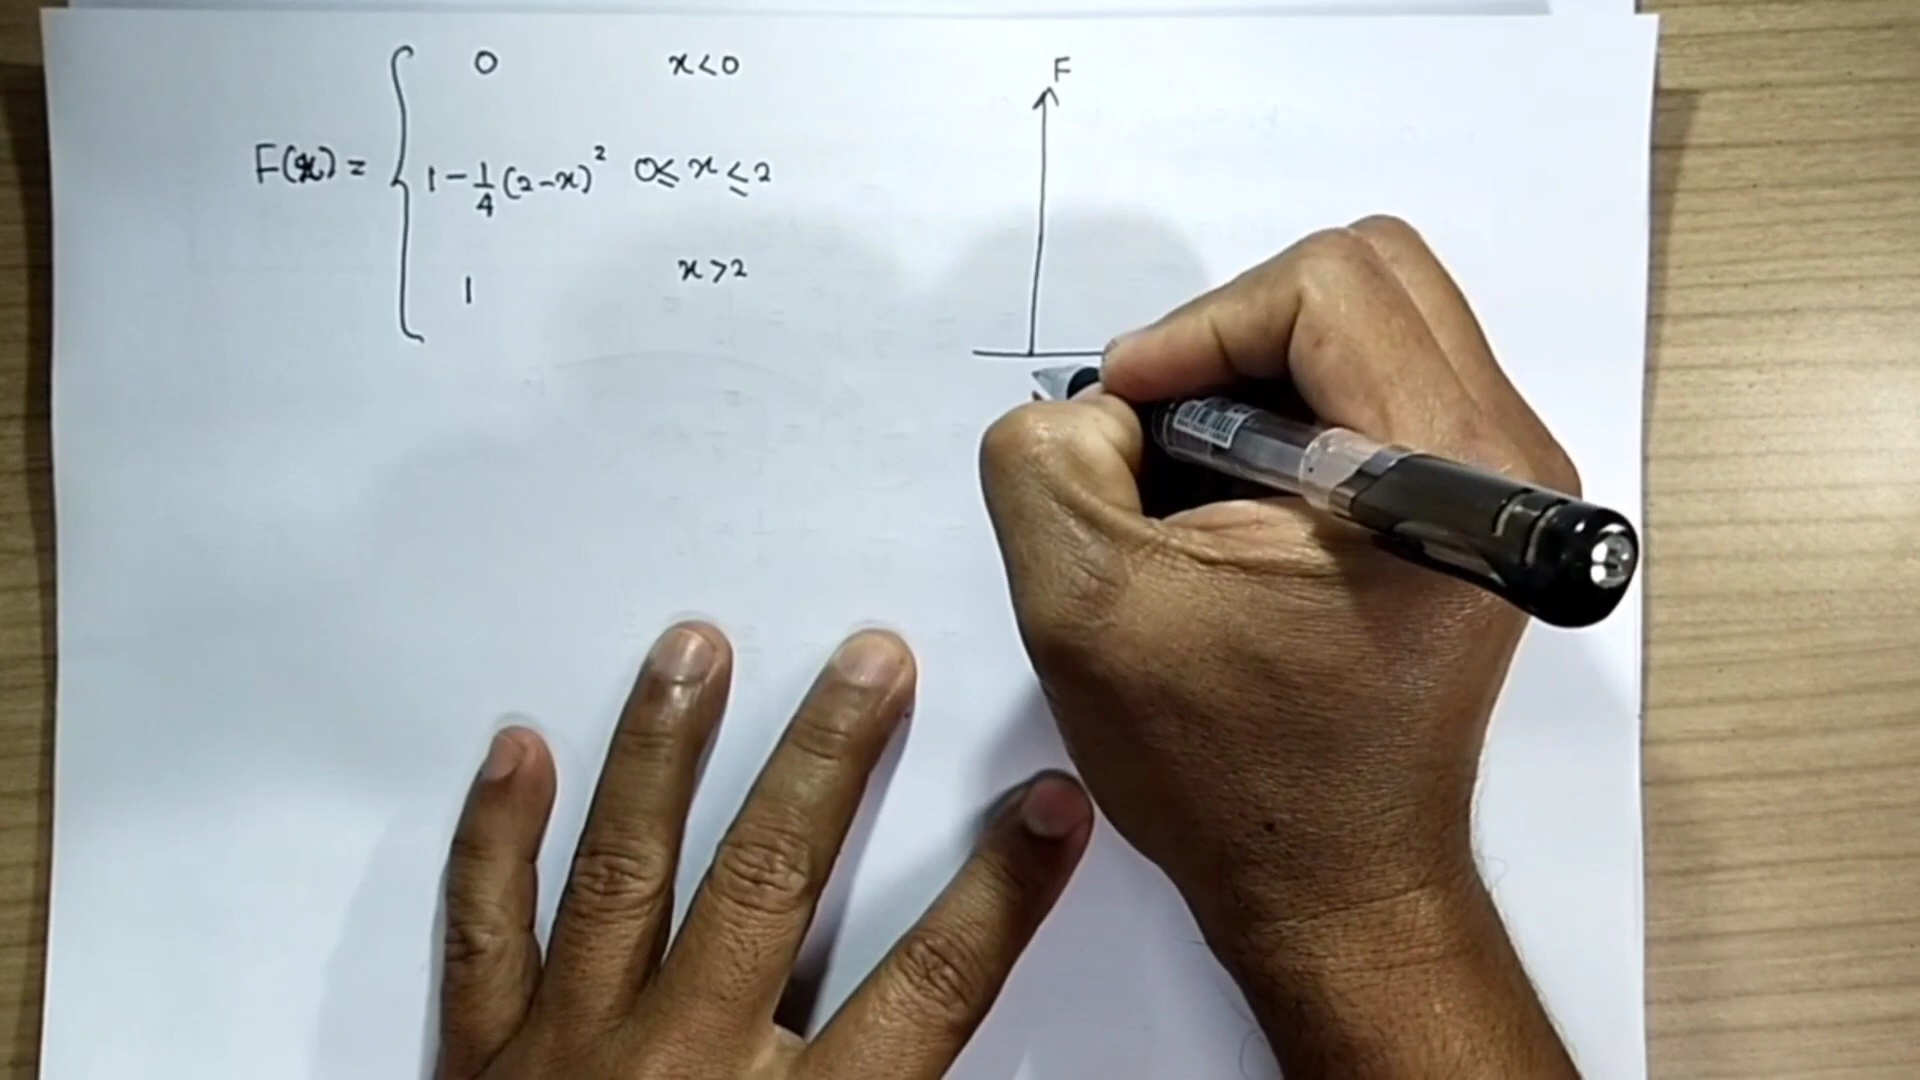 0 x<0
F(x) = 1-1/4(2-x)² 0≤x≤2
1 x>2
F